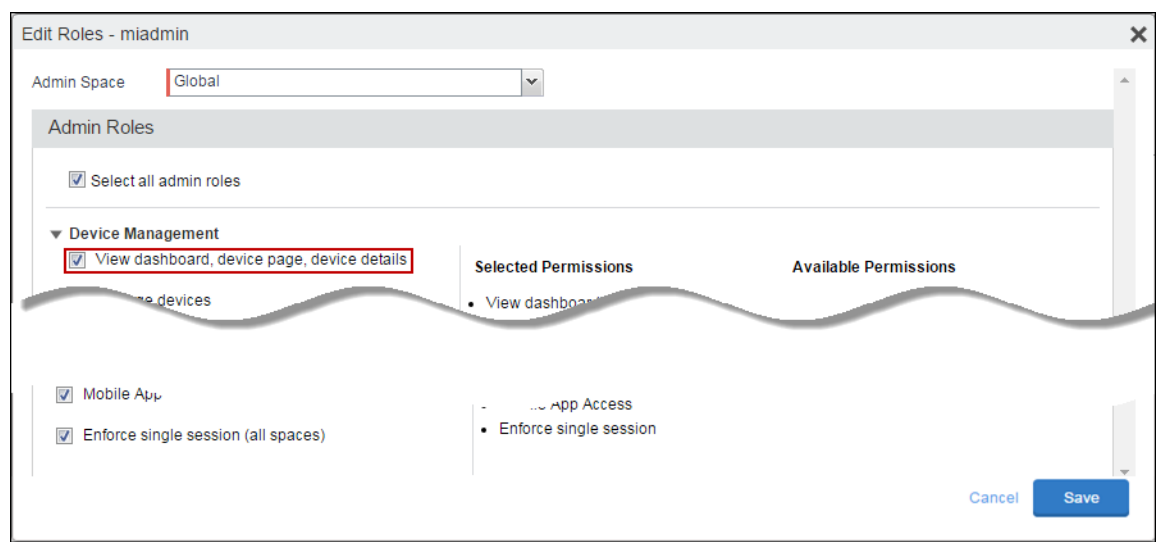 Edit Roles - miadmin
Admin Space Global
Admin Roles
Select all admin roles
Device Management
View dashboard, device page, device details
Selected Permissions Available Permissions
devices
• View
Mobile
App Access
Enforce single session (all spaces)
• Enforce single session
Cancel Save